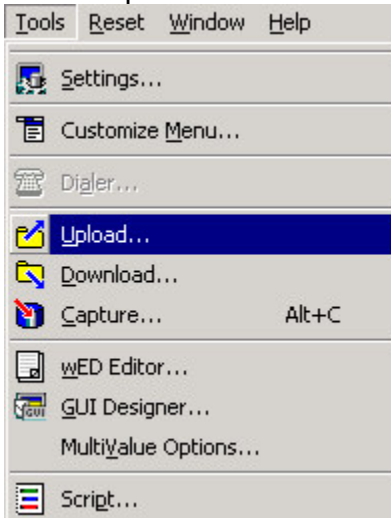 Tools Reset Window Help
Settings...
Customize Menu...
Dialer...
Upload...
Download...
Capture... Alt+C
wED Editor...
GUI Designer...
MultiValue Options...
Script...